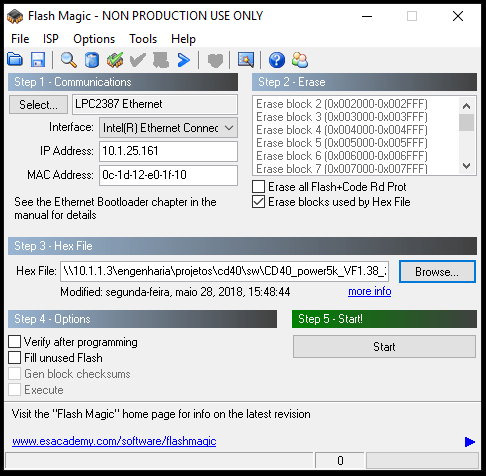 Flash Magic - NON PRODUCTION USE ONLY
File ISP Options Tools Help
Step 1 - Communications
Select... LPC2387 Ethernet
Interface: Intel(R) Ethernet Connec
IP Address: 10.1.25.161
MAC Address: 0c-1d-12-e0-1f-10
See the Ethernet Bootloader chapter in the
manual for details
Step 2 - Erase
Erase block 2 (0x002000-0x002FFF)
Erase block 3 (0x003000-0x003FFF)
Erase block 4 (0x004000-0x004FFF)
Erase block 5 (0x005000-0x005FFF)
Erase block 6 (0x006000-0x006FFF)
Erase block 7 (0x007000-0x007FFF)
Erase all Flash+Code Rd Prot
Erase blocks used by Hex File
Step 3 - Hex File
Hex File: \\10.1.1.3\engenharia\projetos\cd40\sw\CD40_power5k_VF1.38_ Browse...
Modified: segunda-feira, maio 28, 2018, 15:48:44 more info
Step 4 - Options
Verify after programming
Fill unused Flash
Gen block checksums
Execute
Step 5 - Start!
Start
Visit the "Flash Magic" home page for info on the latest revision
www.esacademy.com/software/flashmagic
0